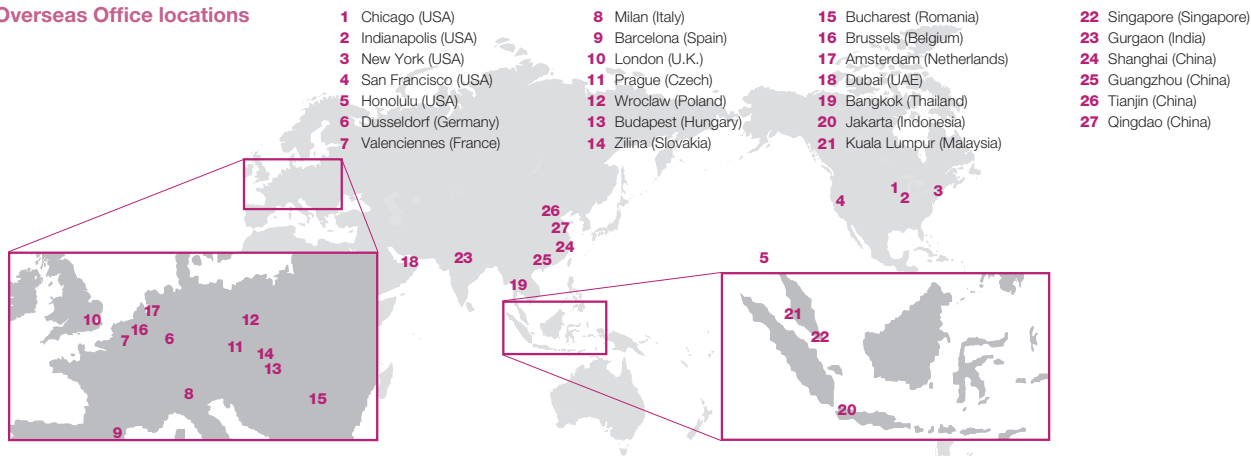 Overseas Office locations
1 Chicago (USA)
2 Indianapolis (USA)
3 New York (USA)
4 San Francisco (USA)
5 Honolulu (USA)
6 Dusseldorf (Germany)
7 Valenciennes (France)
8 Milan (Italy)
9 Barcelona (Spain)
10 London (U.K.)
11 Prague (Czech)
12 Wroclaw (Poland)
13 Budapest (Hungary)
14 Zilina (Slovakia)
15 Bucharest (Romania)
16 Brussels (Belgium)
17 Amsterdam (Netherlands)
18 Dubai (UAE)
19 Bangkok (Thailand)
20 Jakarta (Indonesia)
21 Kuala Lumpur (Malaysia)
22 Singapore (Singapore)
23 Gurgaon (India)
24 Shanghai (China)
25 Guangzhou (China)
26 Tianjin (China)
27 Qingdao (China)
1
2
3
4
26
27
24
25
23
18
19
5
17
16
10
7
6
12
11
14
13
8
15
9
21
22
20